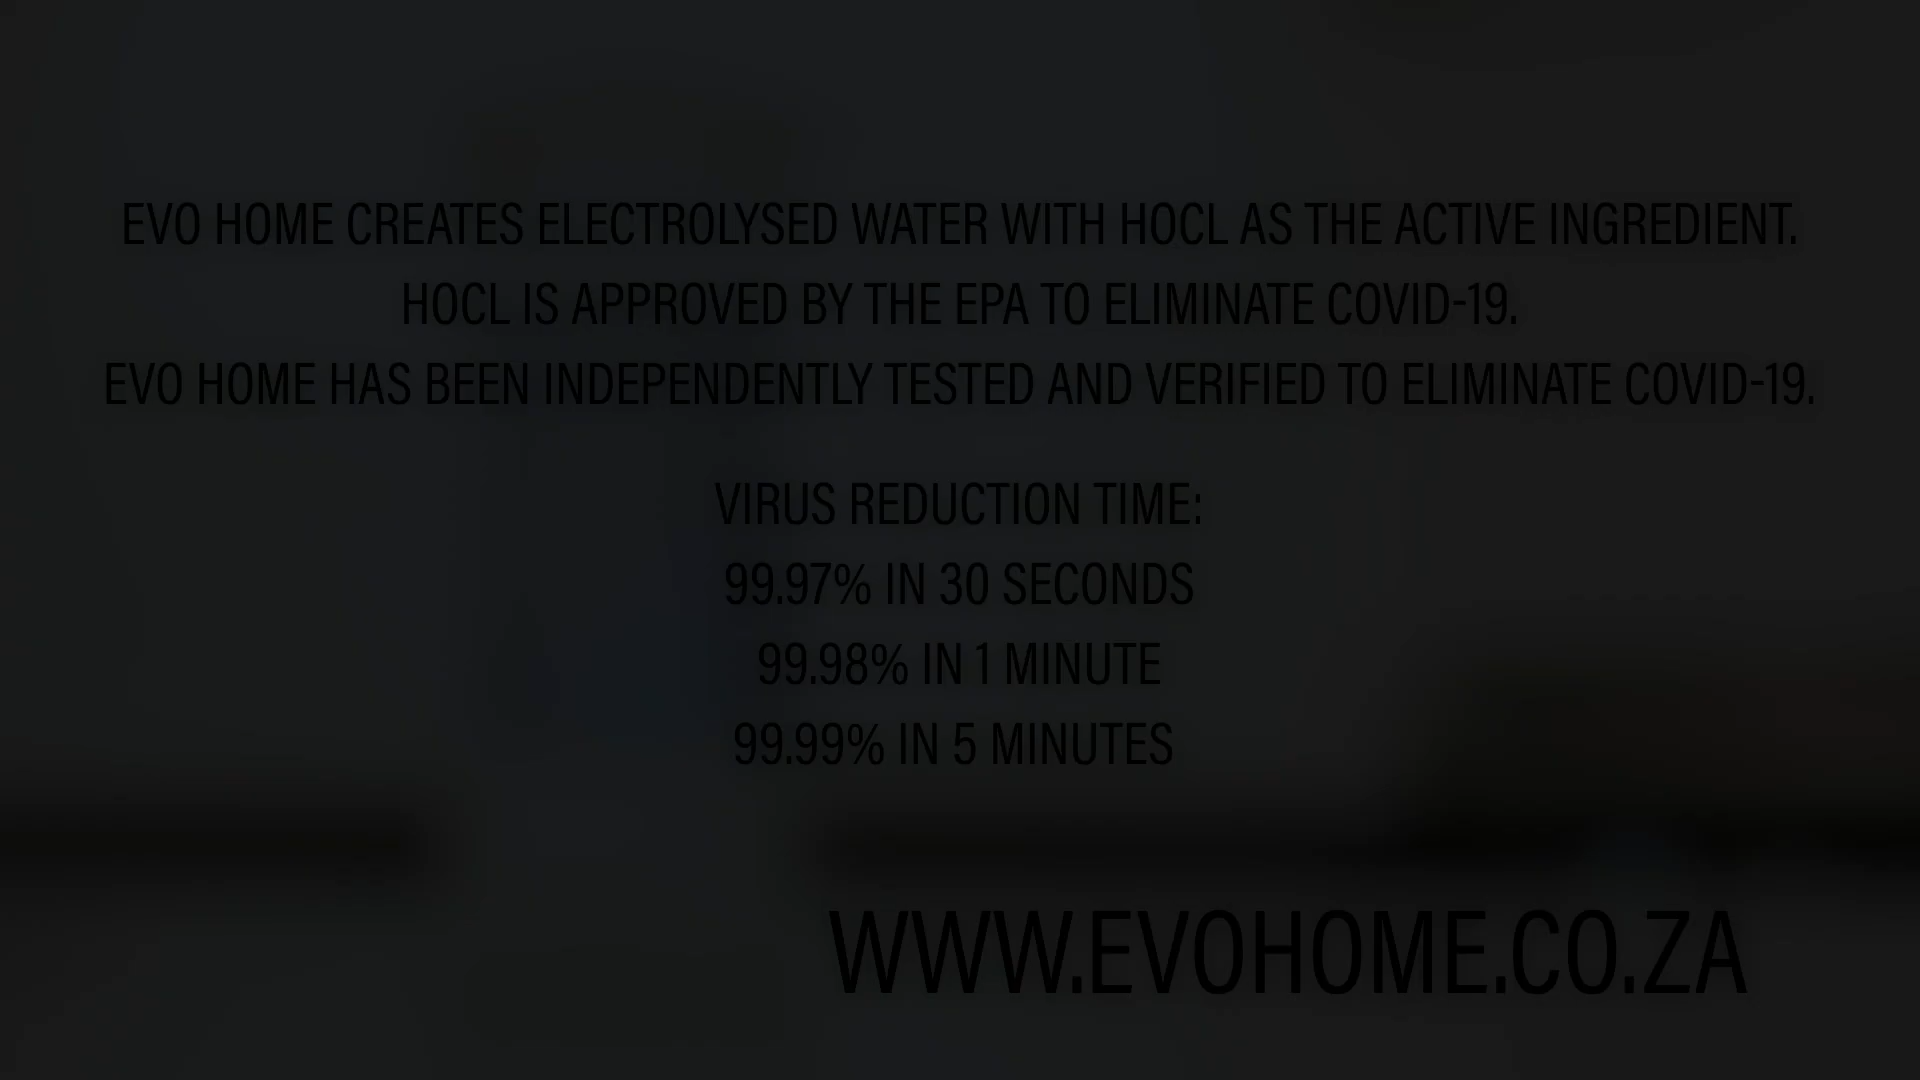 EVO HOME CREATES ELECTROLYSED WATER WITH HOCL AS THE ACTIVE INGREDIENT.
HOCL IS APPROVED BY THE EPA TO ELIMINATE COVID-19.
EVO HOME HAS BEEN INDEPENDENTLY TESTED AND VERIFIED TO ELIMINATE COVID-19.
VIRUS REDUCTION TIME:
99.97% IN 30 SECONDS
99.98% IN 1 MINUTE
99.99% IN 5 MINUTES
WWW.EVOHOME.CO.ZA